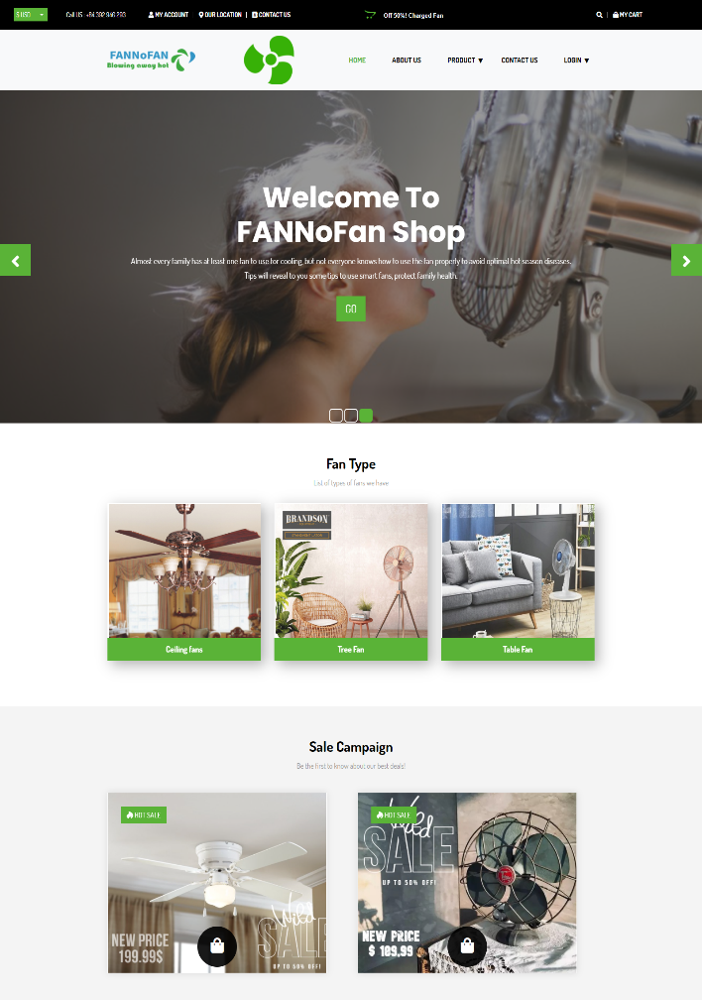 $ USD
Call US : +84 392 946 293
MY ACCOUNT
OUR LOCATION
CONTACT US
Off 50%! Charged Fan
MY CART
FANNoFAN
Blowing away hot
HOME
ABOUT US
PRODUCT ▼
CONTACT US
LOGIN ▼
Welcome To
FANNoFan Shop
Almost every family has at least one fan to use for cooling, but not everyone knows how to use the fan properly to avoid optimal hot season diseases.
Tips will reveal to you some tips to use smart fans, protect family health.
GO
Fan Type
List of types of fans we have
BRANDSON
Ceiling fans
Tree Fan
Table Fan
Sale Campaign
Be the first to know about our best deals!
HOT SALE
Wild
SALE
UP TO 50% OFF!
NEW PRICE
199.99$
HOT SALE
Wild
SALE
UP TO 50% OFF!
NEW PRICE
$ 189,99